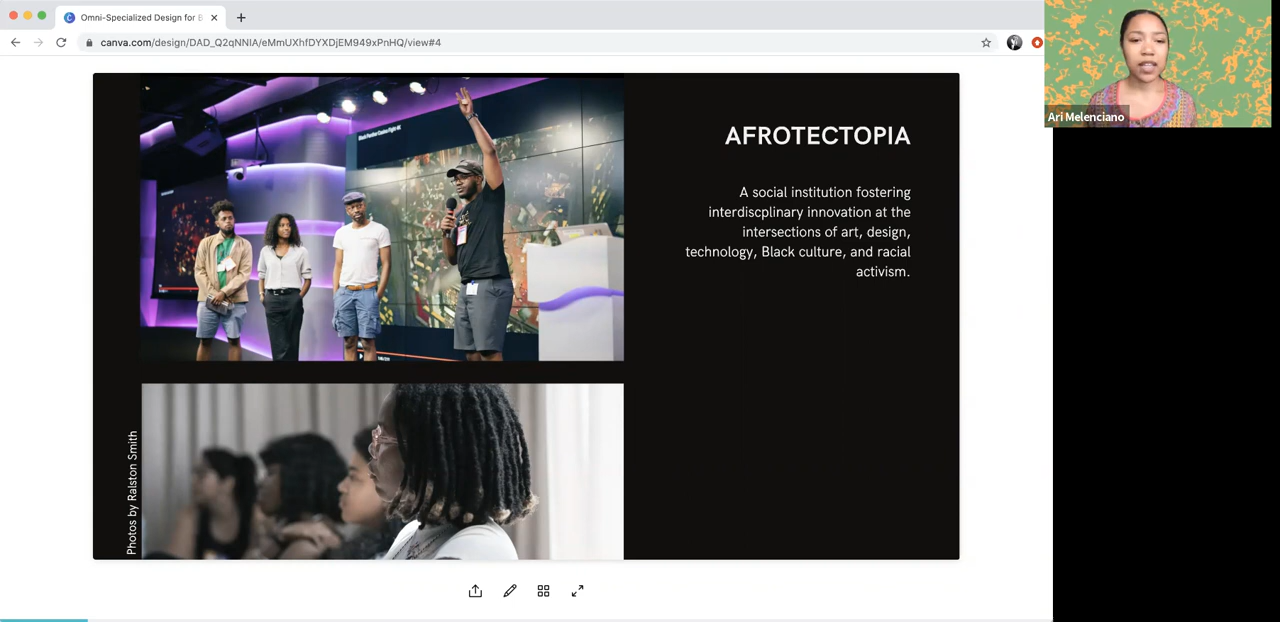 Omni-Specialized Design for B
canva.com/design/DAD_Q2qNNIA/eMmUXhfDYXDjEM949xPnHQ/view#4
Ari Melenciano
AFROTECTOPIA
A social institution fostering
interdiscplinary innovation at the
intersections of art, design,
technology, Black culture, and racial
activism.
Photos by Ralston Smith